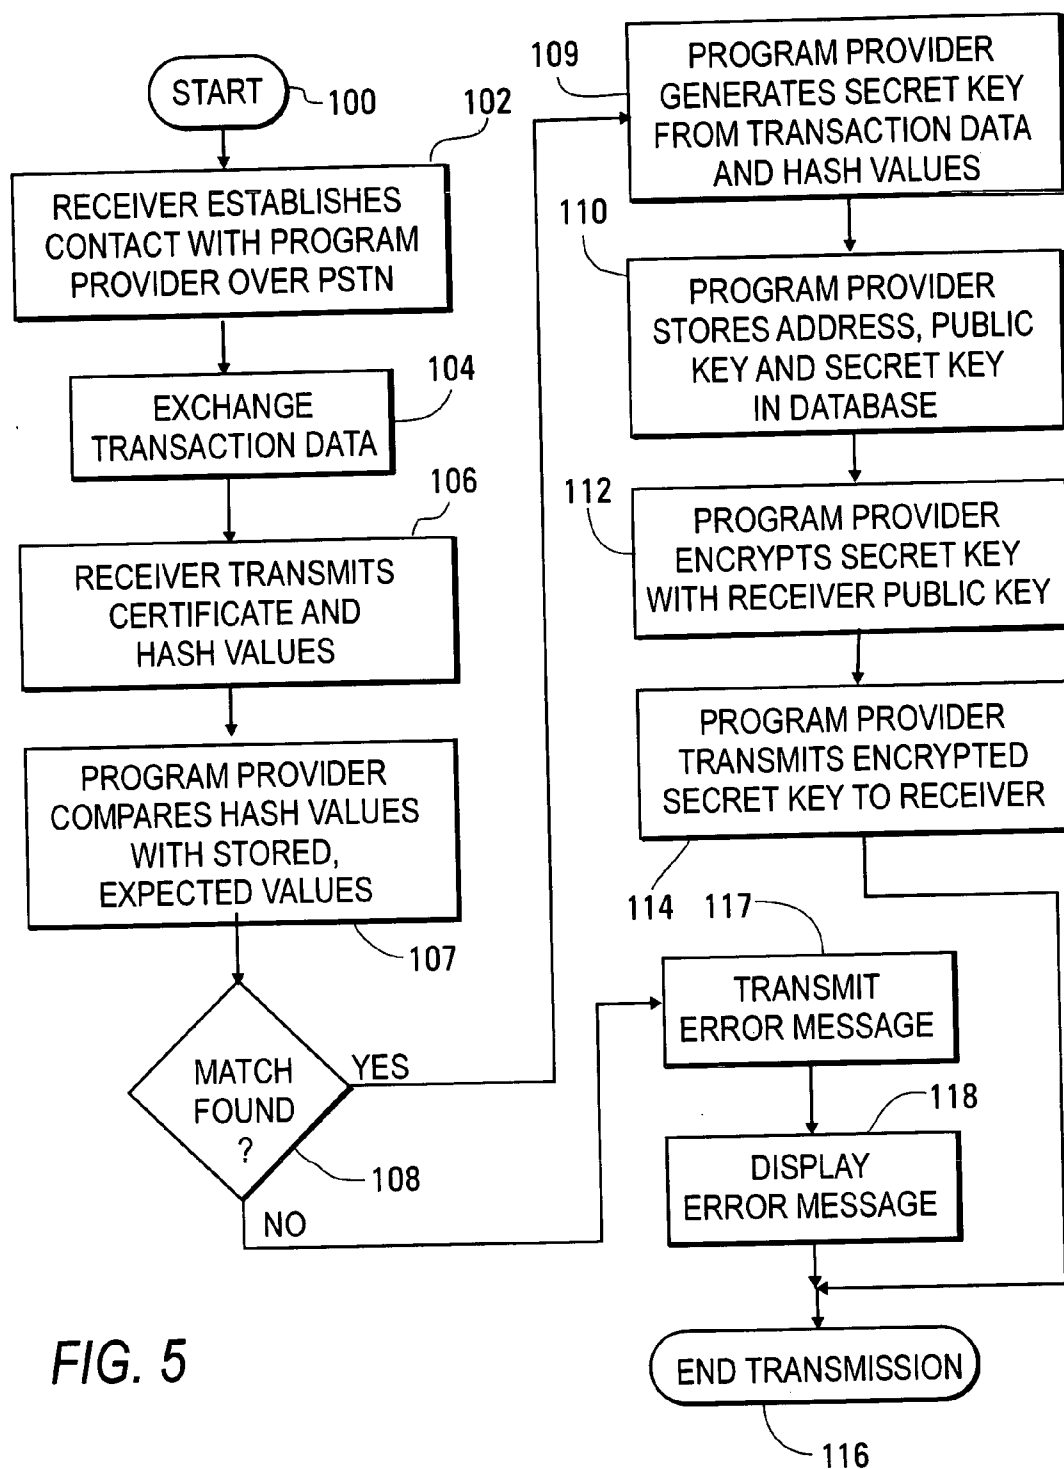 START
100
102
RECEIVER ESTABLISHES
CONTACT WITH PROGRAM
PROVIDER OVER PSTN
104
EXCHANGE
TRANSACTION DATA
106
RECEIVER TRANSMITS
CERTIFICATE AND
HASH VALUES
PROGRAM PROVIDER
COMPARES HASH VALUES
WITH STORED,
EXPECTED VALUES
107
MATCH
FOUND
?
YES
108
NO
109
PROGRAM PROVIDER
GENERATES SECRET KEY
FROM TRANSACTION DATA
AND HASH VALUES
110
PROGRAM PROVIDER
STORES ADDRESS, PUBLIC
KEY AND SECRET KEY
IN DATABASE
112
PROGRAM PROVIDER
ENCRYPTS SECRET KEY
WITH RECEIVER PUBLIC KEY
PROGRAM PROVIDER
TRANSMITS ENCRYPTED
SECRET KEY TO RECEIVER
114
117
TRANSMIT
ERROR MESSAGE
118
DISPLAY
ERROR MESSAGE
END TRANSMISSION
116
FIG. 5